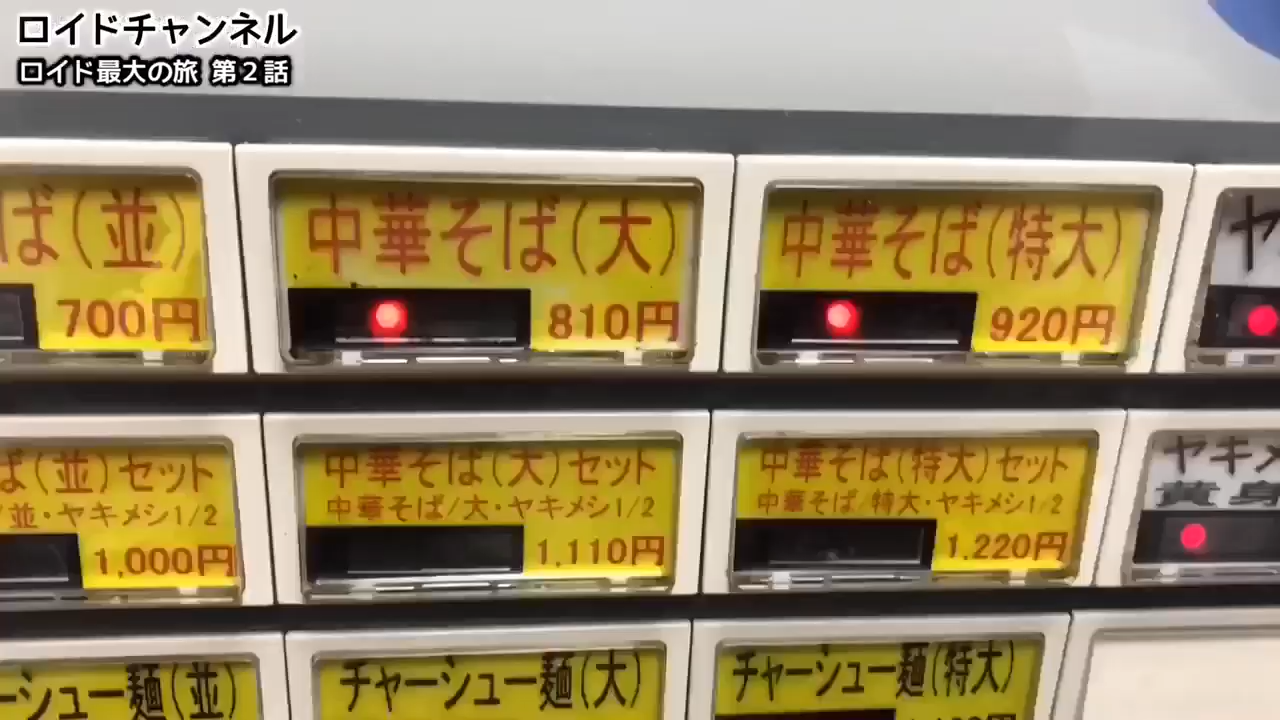 ロイドチャンネル
ロイド最大の旅 第2話
ば(並)
700円
中華そば(大)
810円
中華そば(特大)
920円
ヤ
ば(並)セット
/並・ヤキメシ1/2
1,000円
中華そば(大)セット
中華そば/大・ヤキメシ1/2
1,110円
中華そば(特大)セット
中華そば/特大・ヤキメシ1/2
1,220円
ヤキメ
黄身
ーシュー麺(並)
チャーシュー麺(大)
チャーシュー麺(特大)